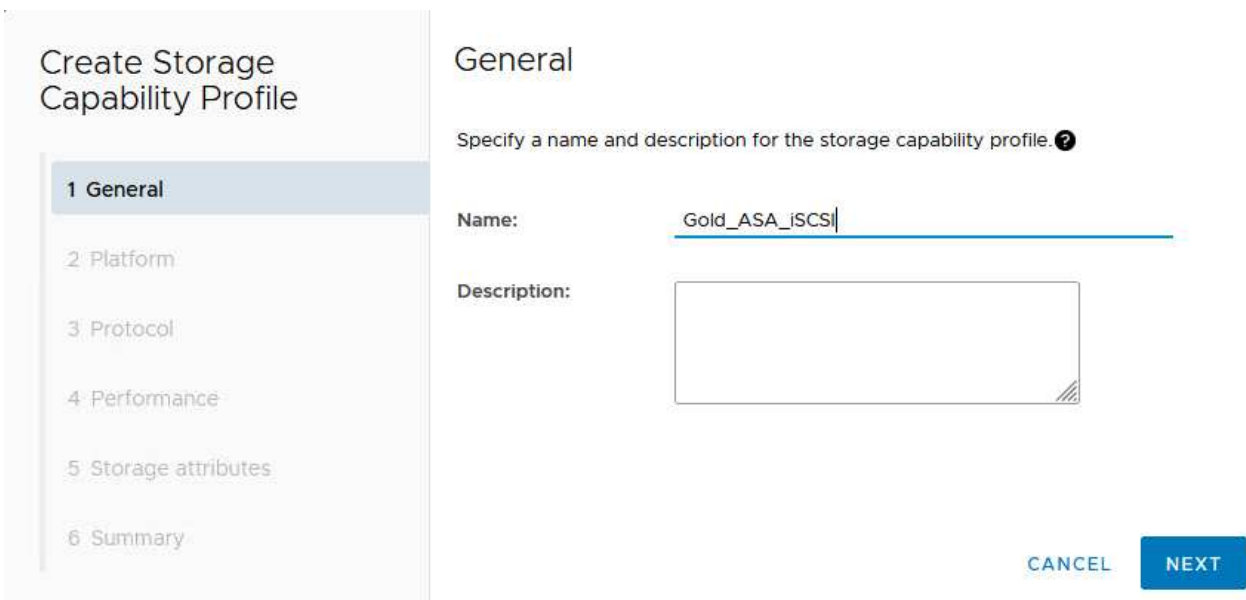 Create Storage
Capability Profile
1 General
2 Platform
3 Protocol
4 Performance
5 Storage attributes
6 Summary
General
Specify a name and description for the storage capability profile.?
Name:
Gold_ASA_iSCSI
Description:
CANCEL
NEXT